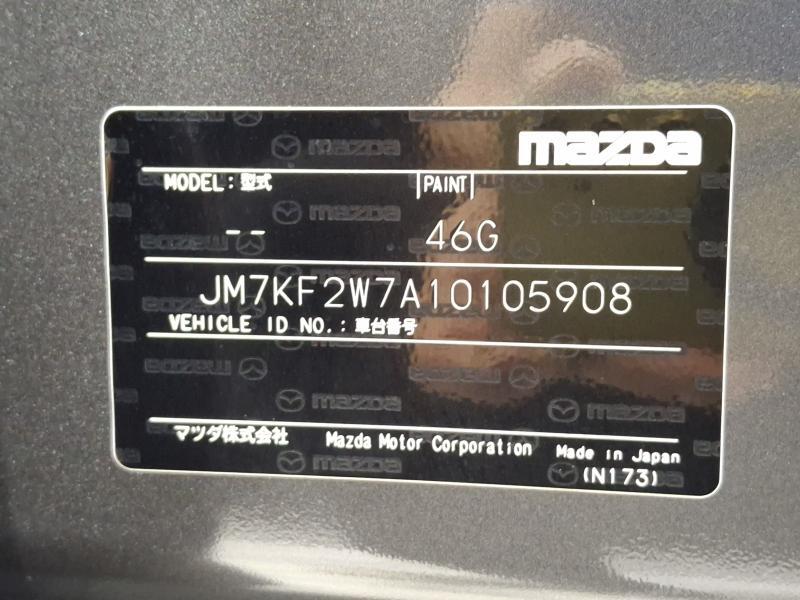 mazda
MODEL：型式 PAINT
-- 46G
JM7KF2W7A10105908
VEHICLE ID NO.：車台番号
マツダ株式会社 Mazda Motor Corporation Made in Japan
(N173)